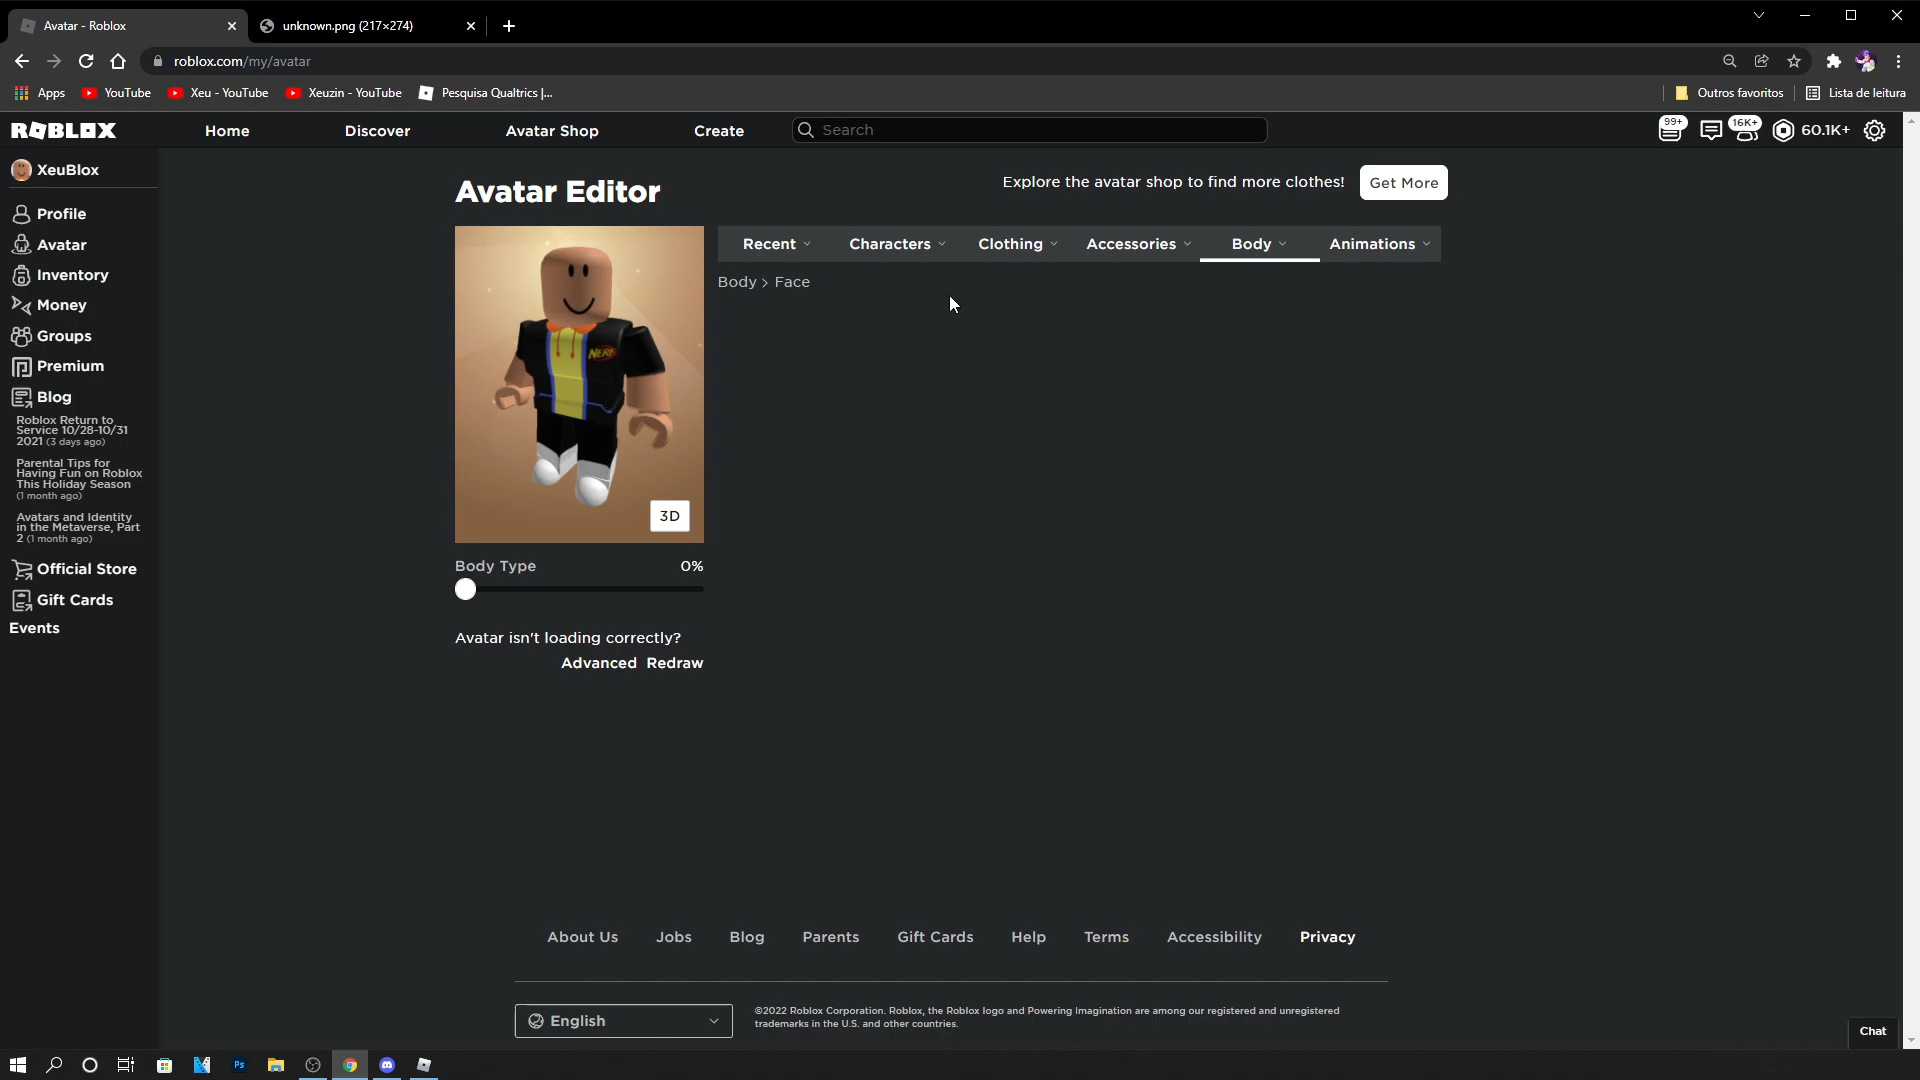 Avatar - Roblox
unknown.png (217×274)
roblox.com/my/avatar
Apps
YouTube
Xeu - YouTube
Xeuzin - YouTube
Pesquisa Qualtrics |...
Outros favoritos
Lista de leitura
ROBLOX
Home
Discover
Avatar Shop
Create
Search
99+
16K+
60.1K+
XeuBlox
Profile
Avatar
Inventory
Money
Groups
Premium
Blog
Roblox Return to
Service 10/28-10/31
2021 (3 days ago)
Parental Tips for
Having Fun on Roblox
This Holiday Season
(1 month ago)
Avatars and Identity
in the Metaverse, Part
2 (1 month ago)
Official Store
Gift Cards
Events
Avatar Editor
Explore the avatar shop to find more clothes!
Get More
Recent
Characters
Clothing
Accessories
Body
Animations
Body > Face
NERF
3D
Body Type
0%
Avatar isn't loading correctly?
Advanced Redraw
About Us
Jobs
Blog
Parents
Gift Cards
Help
Terms
Accessibility
Privacy
English
©2022 Roblox Corporation. Roblox, the Roblox logo and Powering Imagination are among our registered and unregistered
trademarks in the U.S. and other countries.
Chat
Ps